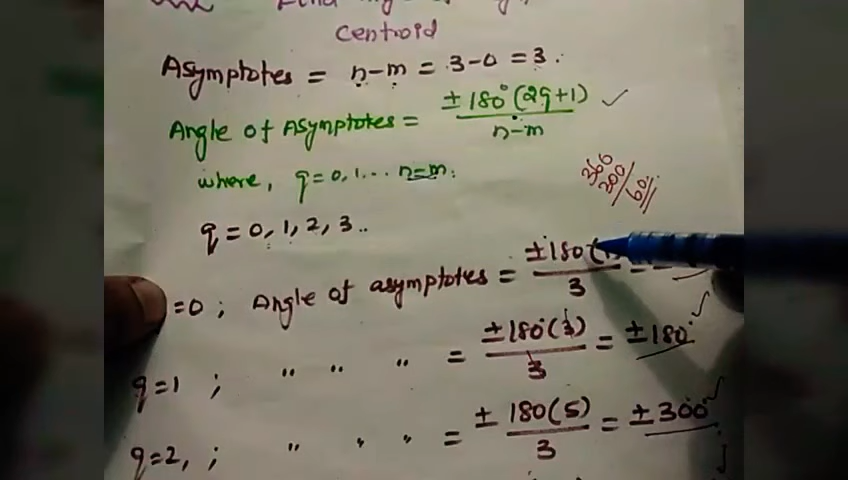 centroid
Asymptotes = n-m = 3-0 = 3.
Angle of Asymptotes = ±180°(2q+1) / n-m ✓
where, q = 0, 1... n=m.
360
200
60
q = 0, 1, 2, 3..
=0 ; Angle of asymptotes = ±180 / 3 =
q=1 ; " " " = ±180°(3) / 3 = ±180° ✓
q=2, ; " " " = ± 180(5) / 3 = ±300° ✓